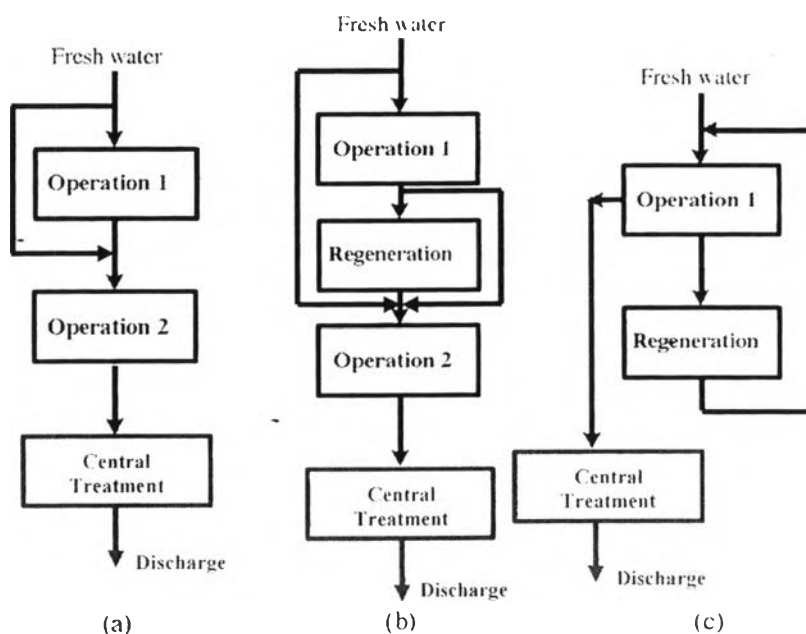 Fresh water
Operation 1
Operation 2
Central
Treatment
Discharge
(a)
Fresh water
Operation 1
Regeneration
Operation 2
Central
Treatment
Discharge
(b)
Fresh water
Operation 1
Regeneration
Central
Treatment
Discharge
(c)